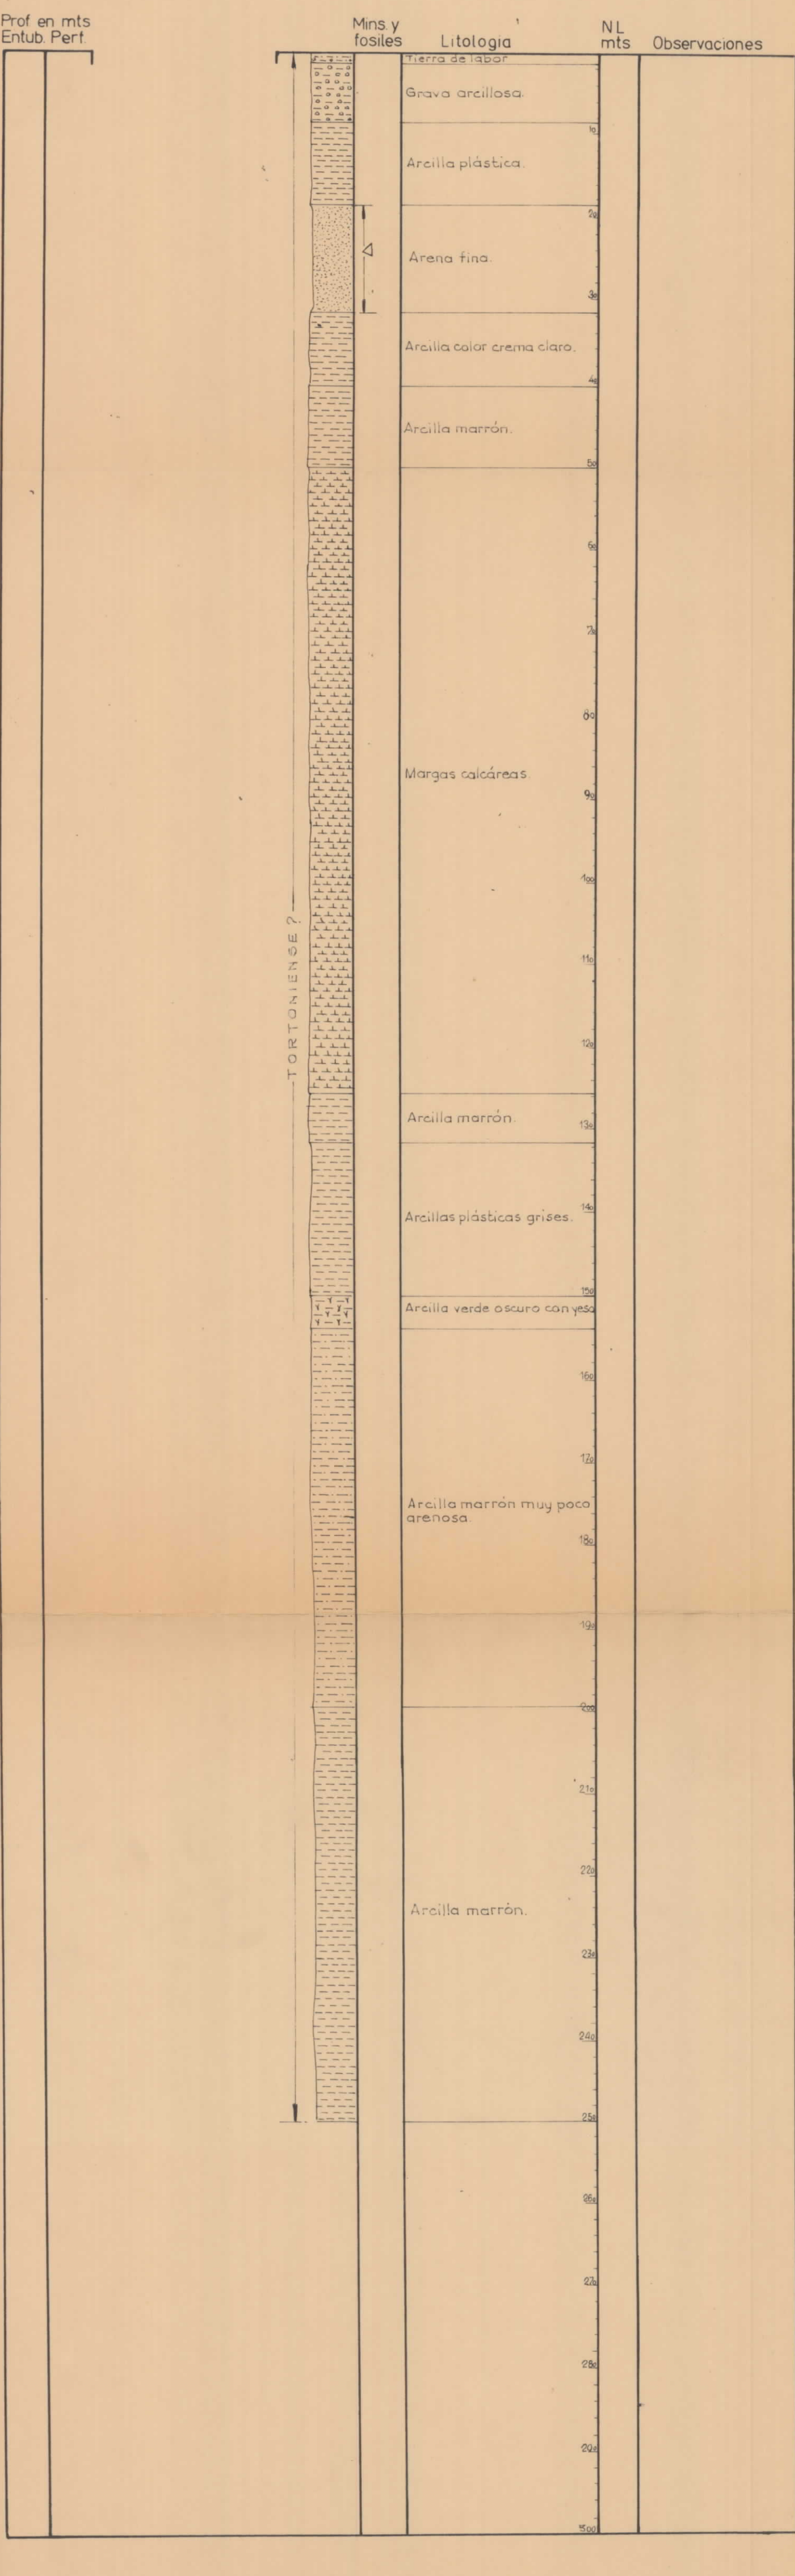 Prof en mts
Entub. Perf.
Mins. y
fosiles
Litologia
NL
mts
Observaciones
Tierra de labor
Grava arcillosa.
10
Arcilla plástica.
20
Arena fina.
30
Arcilla color crema claro.
40
Arcilla marrón.
50
60
70
80
Margas calcáreas.
90
100
TORTONIENSE?
110
120
Arcilla marrón.
130
140
Arcillas plásticas grises.
150
Arcilla verde oscuro con yeso
160
170
Arcilla marrón muy poco
arenosa.
180
190
200
210
220
Arcilla marrón.
230
240
250
260
270
280
290
300